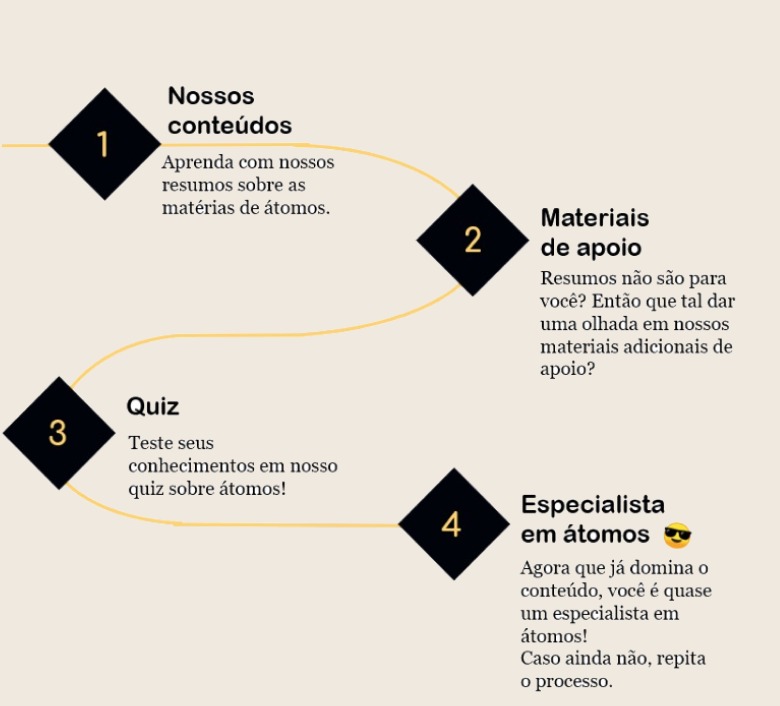 1
Nossos
conteúdos
Aprenda com nossos
resumos sobre as
matérias de átomos.
2
Materiais
de apoio
Resumos não são para
você? Então que tal dar
uma olhada em nossos
materiais adicionais de
apoio?
3
Quiz
Teste seus
conhecimentos em nosso
quiz sobre átomos!
4
Especialista
em átomos 😎
Agora que já domina o
conteúdo, você é quase
um especialista em
átomos!
Caso ainda não, repita
o processo.